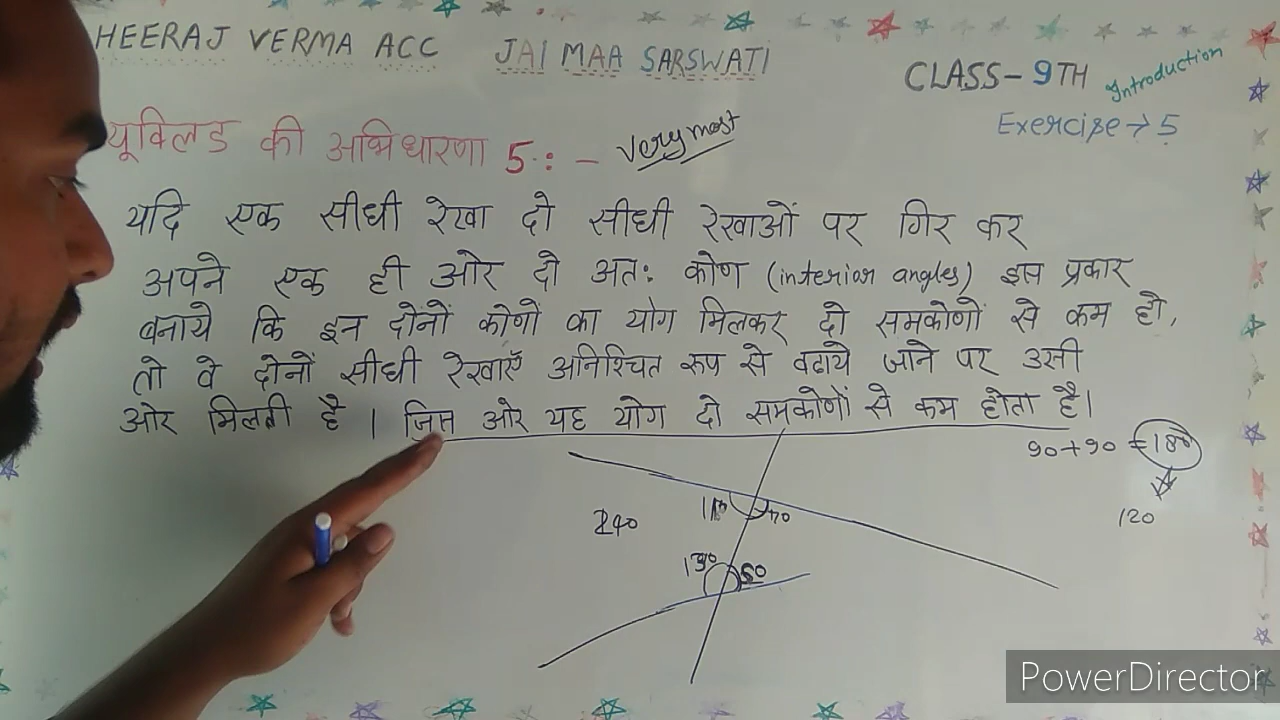 HEERAJ VERMA ACC JAI MAA SARSWATI
CLASS-9TH Introduction
Exercise→5
यूक्लिड की अभिधारणा 5:- very most
यदि एक सीधी रेखा दो सीधी रेखाओं पर गिर कर
अपने एक ही ओर दो अतः कोण (interior angles) इस प्रकार
बनाये कि इन दोंनों कोणों का योग मिलकर दो समकोणों से कम हो,
तो वे दोनों सीधी रेखाएँ अनिश्चित रूप से बढाये जाने पर उसी
ओर मिलती है । जिस ओर यह योग दो समकोणों से कम होता है।
90+90=180
120
240 70
130 50
PowerDirector